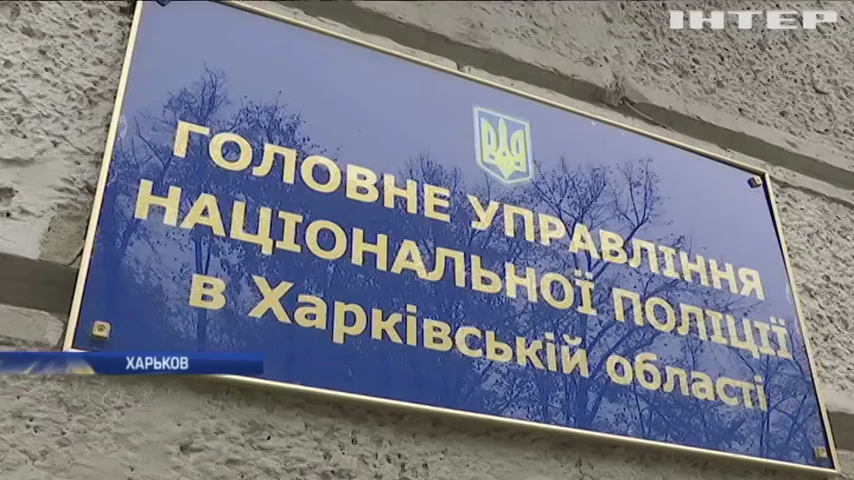 ІНТЕР
ГОЛОВНЕ УПРАВЛІННЯ
НАЦІОНАЛЬНОЇ ПОЛІЦІЇ
в Харківській області
ХАРЬКОВ